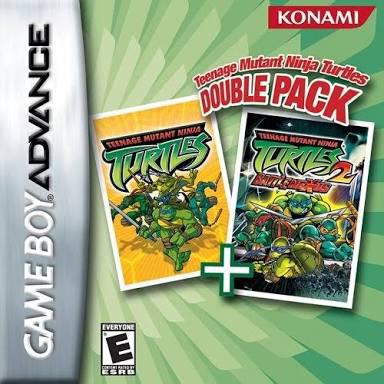 KONAMI
Teenage Mutant Ninja Turtles
DOUBLE PACK
TEENAGE MUTANT NINJA
TURTLES
TEENAGE MUTANT NINJA
TURTLES 2
BATTLE NEXUS
+
GAME BOY ADVANCE
EVERYONE
E
CONTENT RATED BY
ESRB